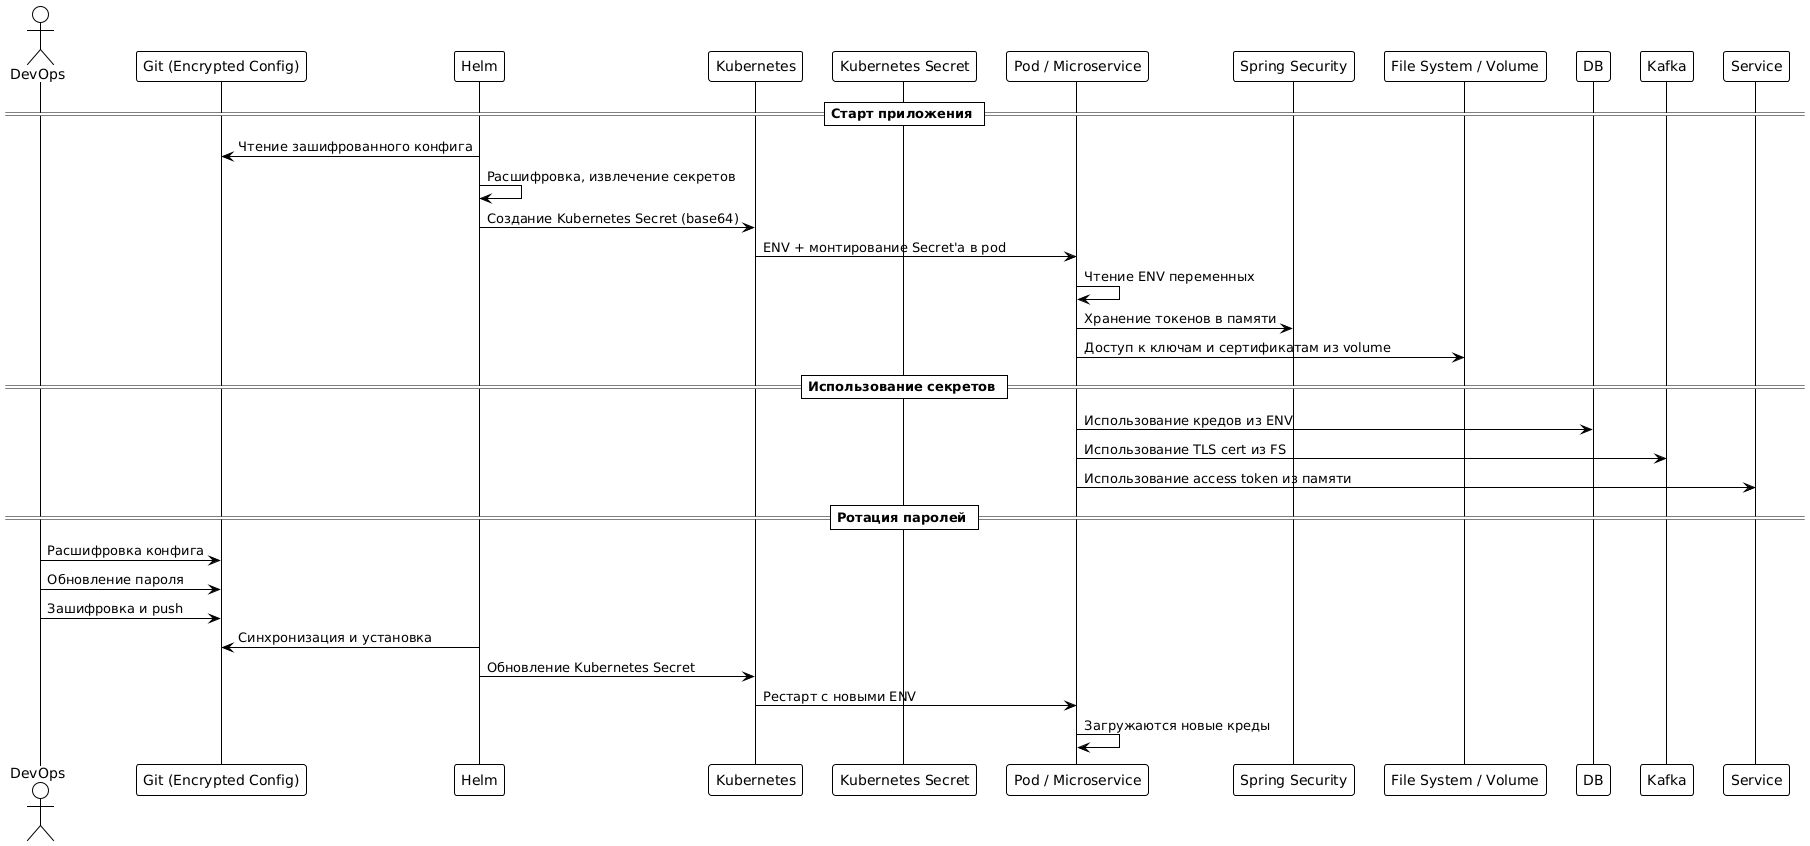 DevOps
Git (Encrypted Config)
Helm
Kubernetes
Kubernetes Secret
Pod / Microservice
Spring Security
File System / Volume
DB
Kafka
Service
Старт приложения
Чтение зашифрованного конфига
Расшифровка, извлечение секретов
Создание Kubernetes Secret (base64)
ENV + монтирование Secret'а в pod
Чтение ENV переменных
Хранение токенов в памяти
Доступ к ключам и сертификатам из volume
Использование секретов
Использование кредов из ENV
Использование TLS cert из FS
Использование access token из памяти
Ротация паролей
Расшифровка конфига
Обновление пароля
Зашифровка и push
Синхронизация и установка
Обновление Kubernetes Secret
Рестарт с новыми ENV
Загружаются новые креды
DevOps
Git (Encrypted Config)
Helm
Kubernetes
Kubernetes Secret
Pod / Microservice
Spring Security
File System / Volume
DB
Kafka
Service